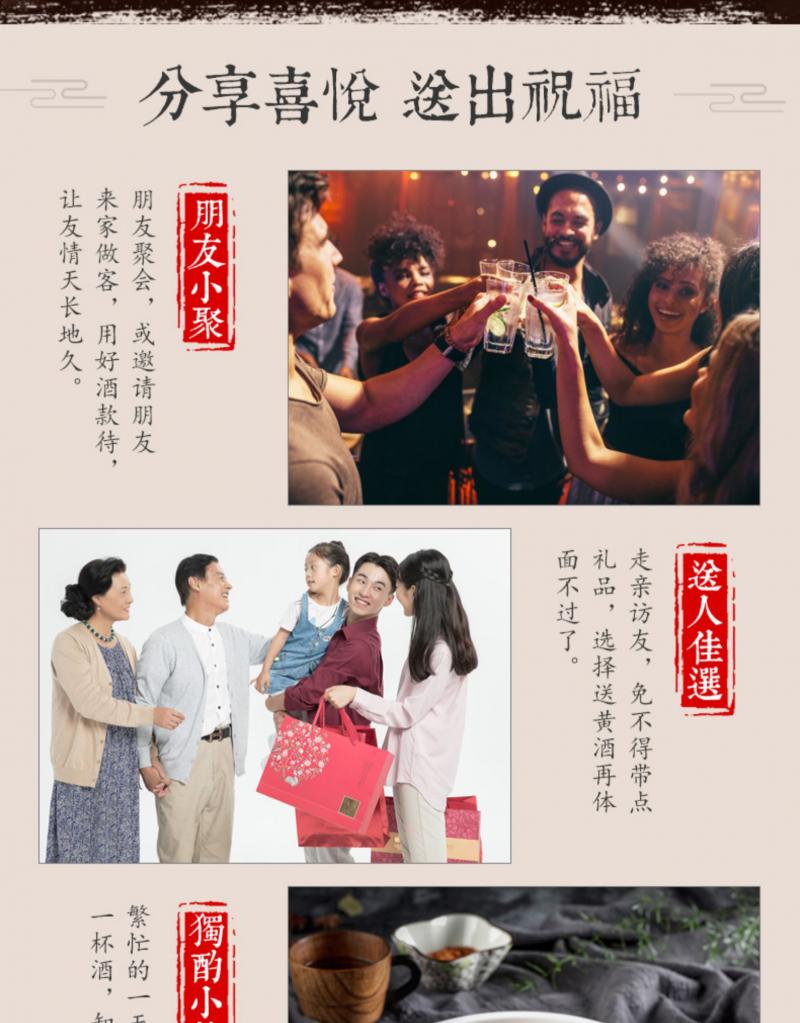 分享喜悅 送出祝福
朋友小聚
朋友聚会，或邀请朋友
来家做客，用好酒款待，
让友情天长地久。
送人佳選
走亲访友，免不得带点
礼品，选择送黄酒再体
面不过了。
獨酌小
繁忙的一天
一杯酒，